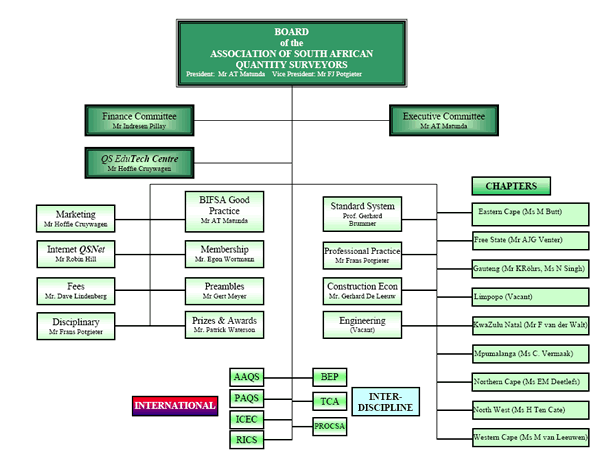 BOARD
of the
ASSOCIATION OF SOUTH AFRICAN
QUANTITY SURVEYORS
President: Mr AT Matunda Vice President: Mr FJ Potgieter
Finance Committee
Mr Indresen Pillay
Executive Committee
Mr AT Matunda
QS EduTech Centre
Mr Hoffie Cruywagen
Marketing
Mr Hoffie Cruywagen
BIFSA Good
Practice
Mr AT Matunda
Internet QSNet
Mr Robin Hill
Membership
Mr. Egon Wortmann
Fees
Mr. Dave Lindenberg
Preambles
Mr Gert Meyer
Disciplinary
Mr Frans Potgieter
Prizes & Awards
Mr. Patrick Waterson
Standard System
Prof. Gerhard
Brummer
Professional Practice
Mr Frans Potgieter
Construction Econ
Mr. Gerhard De Leeuw
Engineering
(Vacant)
CHAPTERS
Eastern Cape (Ms M Butt)
Free State (Mr AJG Venter)
Gauteng (Mr KRöhrs, Ms N Singh)
Limpopo (Vacant)
KwaZulu Natal (Mr F van der Walt)
Mpumalanga (Ms C. Vermaak)
Northern Cape (Ms EM Deetlefs)
North West (Ms H Ten Cate)
Western Cape (Ms M van Leeuwen)
INTERNATIONAL
AAQS
PAQS
ICEC
RICS
BEP
TCA
PROCSA
INTER-
DISCIPLINE